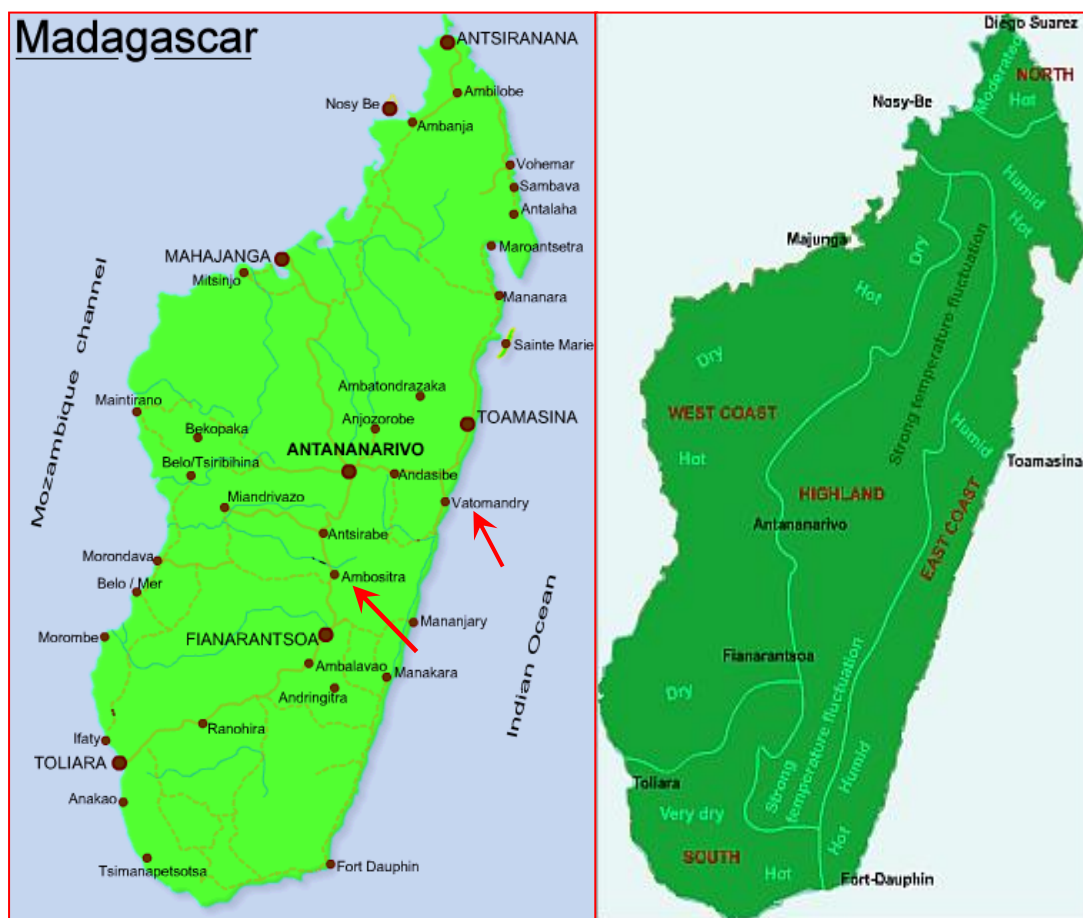 Madagascar
ANTSIRANANA
Ambilobe
Nosy Be
Ambanja
Vohemar
Sambava
Antalaha
Maroantsetra
MAHAJANGA
Mitsinjo
Mananara
Mozambique channel
Sainte Marie
Ambatondrazaka
Maintirano
Anjozorobe
TOAMASINA
Bekopaka
ANTANANARIVO
Belo/Tsiribihina
Andasibe
Miandrivazo
Vatomandry
Antsirabe
Morondava
Ambositra
Belo / Mer
Mananjary
Morombe
FIANARANTSOA
Ambalavao
Manakara
Andringitra
Indian Ocean
Ranohira
Ifaty
TOLIARA
Anakao
Tsimanapetsotsa
Fort Dauphin
Diego Suarez
Moderated
NORTH
Hot
Nosy-Be
Humid
Hot
Majunga
Dry
Hot
Strong temperature fluctuation
Dry
WEST COAST
Hot
Humid
Toamasina
HIGHLAND
Antananarivo
EAST COAST
Fianarantsoa
Dry
Strong
temperature fluctuation
Humid
Toliara
Very dry
Hot
SOUTH
Hot
Fort-Dauphin